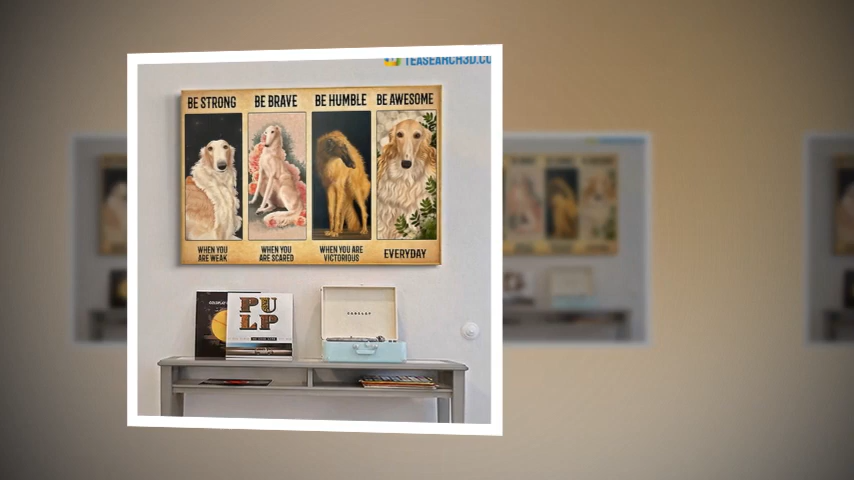 TEASEARCH3D.CO
BE STRONG BE BRAVE BE HUMBLE BE AWESOME
WHEN YOU ARE WEAK
WHEN YOU ARE SCARED
WHEN YOU ARE VICTORIOUS
EVERYDAY
COLDPLAY
PU
LP